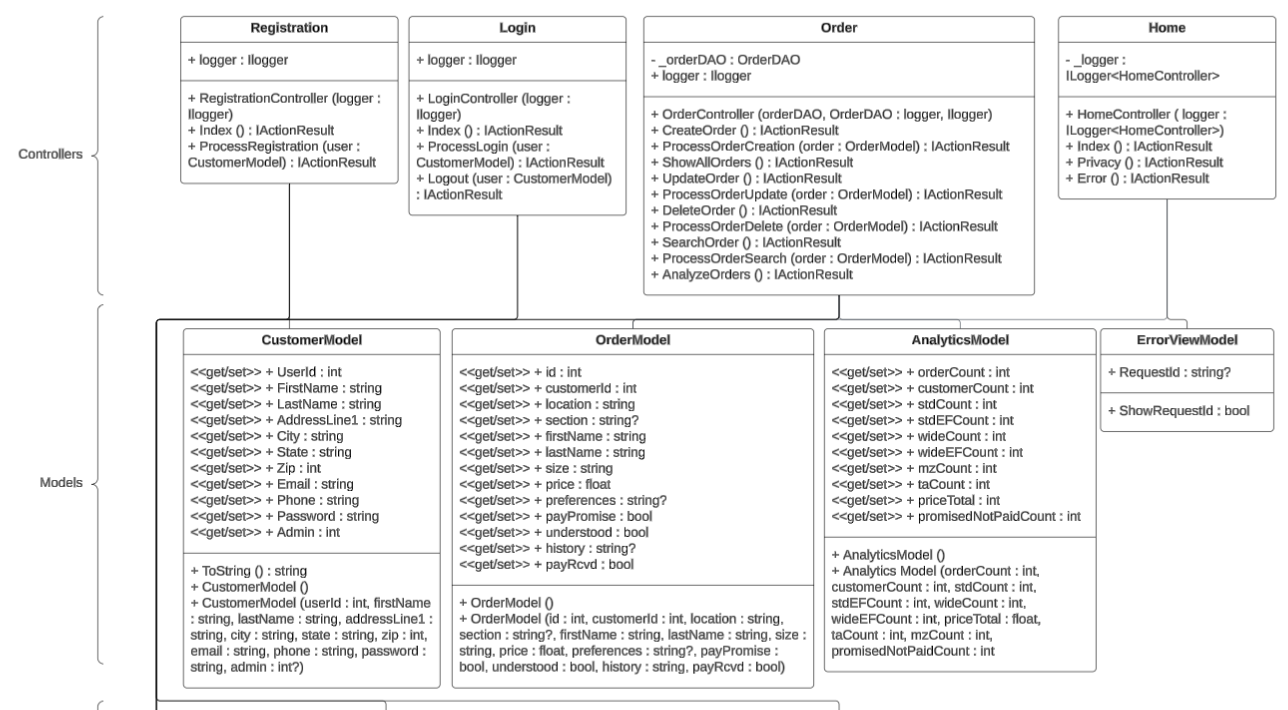 Controllers
Registration
+ logger : Ilogger
+ RegistrationController (logger :
Ilogger)
+ Index () : IActionResult
+ ProcessRegistration (user :
CustomerModel) : IActionResult
Login
+ logger : Ilogger
+ LoginController (logger :
Ilogger)
+ Index () : IActionResult
+ ProcessLogin (user :
CustomerModel) : IActionResult
+ Logout (user : CustomerModel)
: IActionResult
Order
- _orderDAO : OrderDAO
+ logger : Ilogger
+ OrderController (orderDAO, OrderDAO : logger, Ilogger)
+ CreateOrder () : IActionResult
+ ProcessOrderCreation (order : OrderModel) : IActionResult
+ ShowAllOrders () : IActionResult
+ UpdateOrder () : IActionResult
+ ProcessOrderUpdate (order : OrderModel) : IActionResult
+ DeleteOrder () : IActionResult
+ ProcessOrderDelete (order : OrderModel) : IActionResult
+ SearchOrder () : IActionResult
+ ProcessOrderSearch (order : OrderModel) : IActionResult
+ AnalyzeOrders () : IActionResult
Home
- _logger :
ILogger<HomeController>
+ HomeController ( logger :
ILogger<HomeController>)
+ Index () : IActionResult
+ Privacy () : IActionResult
+ Error () : IActionResult
Models
CustomerModel
<<get/set>> + UserId : int
<<get/set>> + FirstName : string
<<get/set>> + LastName : string
<<get/set>> + AddressLine1 : string
<<get/set>> + City : string
<<get/set>> + State : string
<<get/set>> + Zip : int
<<get/set>> + Email : string
<<get/set>> + Phone : string
<<get/set>> + Password : string
<<get/set>> + Admin : int
+ ToString () : string
+ CustomerModel ()
+ CustomerModel (userId : int, firstName
: string, lastName : string, addressLine1 :
string, city : string, state : string, zip : int,
email : string, phone : string, password :
string, admin : int?)
OrderModel
<<get/set>> + id : int
<<get/set>> + customerId : int
<<get/set>> + location : string
<<get/set>> + section : string?
<<get/set>> + firstName : string
<<get/set>> + lastName : string
<<get/set>> + size : string
<<get/set>> + price : float
<<get/set>> + preferences : string?
<<get/set>> + payPromise : bool
<<get/set>> + understood : bool
<<get/set>> + history : string?
<<get/set>> + payRcvd : bool
+ OrderModel ()
+ OrderModel (id : int, customerId : int, location : string,
section : string?, firstName : string, lastName : string, size :
string, price : float, preferences : string?, payPromise :
bool, understood : bool, history : string, payRcvd : bool)
AnalyticsModel
<<get/set>> + orderCount : int
<<get/set>> + customerCount : int
<<get/set>> + stdCount : int
<<get/set>> + stdEFCount : int
<<get/set>> + wideCount : int
<<get/set>> + wideEFCount : int
<<get/set>> + mzCount : int
<<get/set>> + taCount : int
<<get/set>> + priceTotal : int
<<get/set>> + promisedNotPaidCount : int
+ AnalyticsModel ()
+ Analytics Model (orderCount : int,
customerCount : int, stdCount : int,
stdEFCount : int, wideCount : int,
wideEFCount : int, priceTotal : float,
taCount : int, mzCount : int,
promisedNotPaidCount : int
ErrorViewModel
+ RequestId : string?
+ ShowRequestId : bool